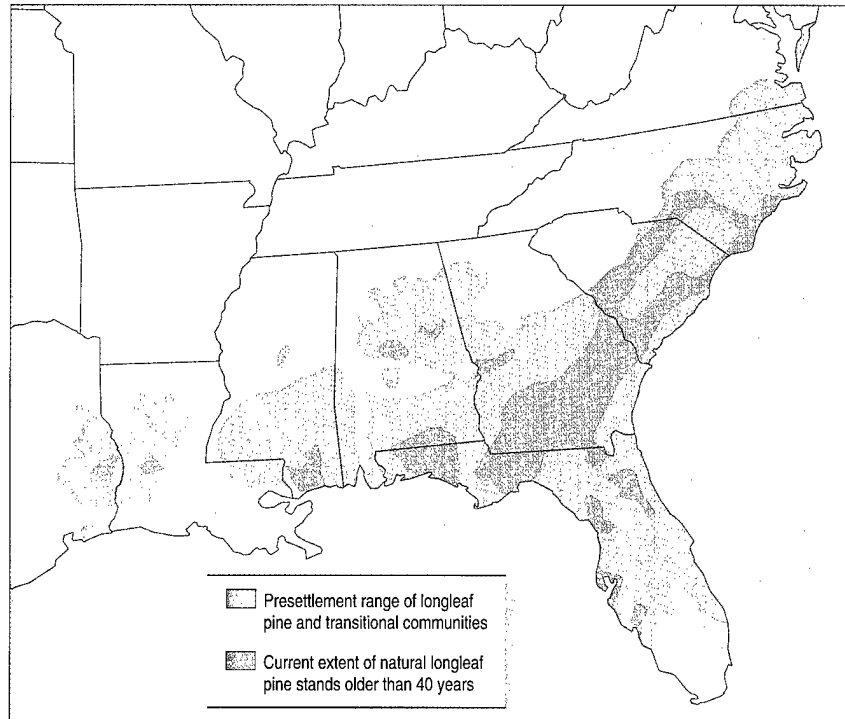 Presettlement range of longleaf
pine and transitional communities
Current extent of natural longleaf
pine stands older than 40 years